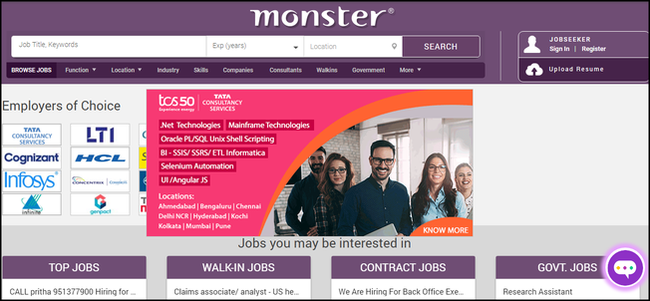 monster®
Job Title, Keywords
Exp (years)
Location
SEARCH
JOBSEEKER
Sign In | Register
Upload Resume
BROWSE JOBS Function Location Industry Skills Companies Consultants Walkins Government More
Employers of Choice
TATA
CONSULTANCY
SERVICES
LTI
Cognizant
HCL
Infosys
CONCENTRIX
infinite
genpact
tcs50
Experience certainty
TATA
CONSULTANCY
SERVICES
.Net Technologies Mainframe Technologies
Oracle PL/SQL Unix Shell Scripting
BI - SSIS/ SSRS/ ETL Informatica
Selenium Automation
UI /Angular JS
Locations:
Ahmedabad | Bengaluru | Chennai
Delhi NCR | Hyderabad | Kochi
Kolkata | Mumbai | Pune
KNOW MORE
Jobs you may be interested in
TOP JOBS
WALK-IN JOBS
CONTRACT JOBS
GOVT. JOBS
CALL pritha 951377900 Hiring for ...
Claims associate/ analyst - US he...
We Are Hiring For Back Office Exe...
Research Assistant